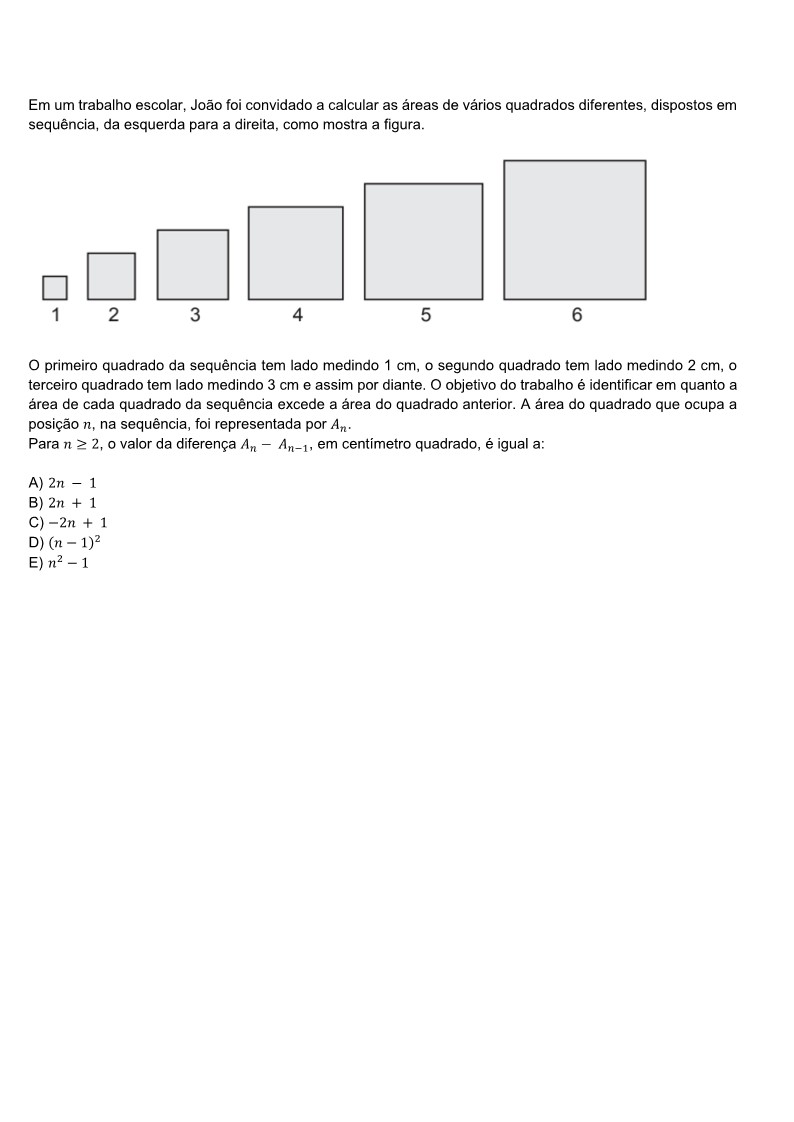 Em um trabalho escolar, João foi convidado a calcular as áreas de vários quadrados diferentes, dispostos em
sequência, da esquerda para a direita, como mostra a figura.
1 2 3 4 5 6
O primeiro quadrado da sequência tem lado medindo 1 cm, o segundo quadrado tem lado medindo 2 cm, o
terceiro quadrado tem lado medindo 3 cm e assim por diante. O objetivo do trabalho é identificar em quanto a
área de cada quadrado da sequência excede a área do quadrado anterior. A área do quadrado que ocupa a
posição n, na sequência, foi representada por Aₙ.
Para n ≥ 2, o valor da diferença Aₙ − Aₙ₋₁, em centímetro quadrado, é igual a:
A) 2n − 1
B) 2n + 1
C) −2n + 1
D) (n − 1)²
E) n² − 1